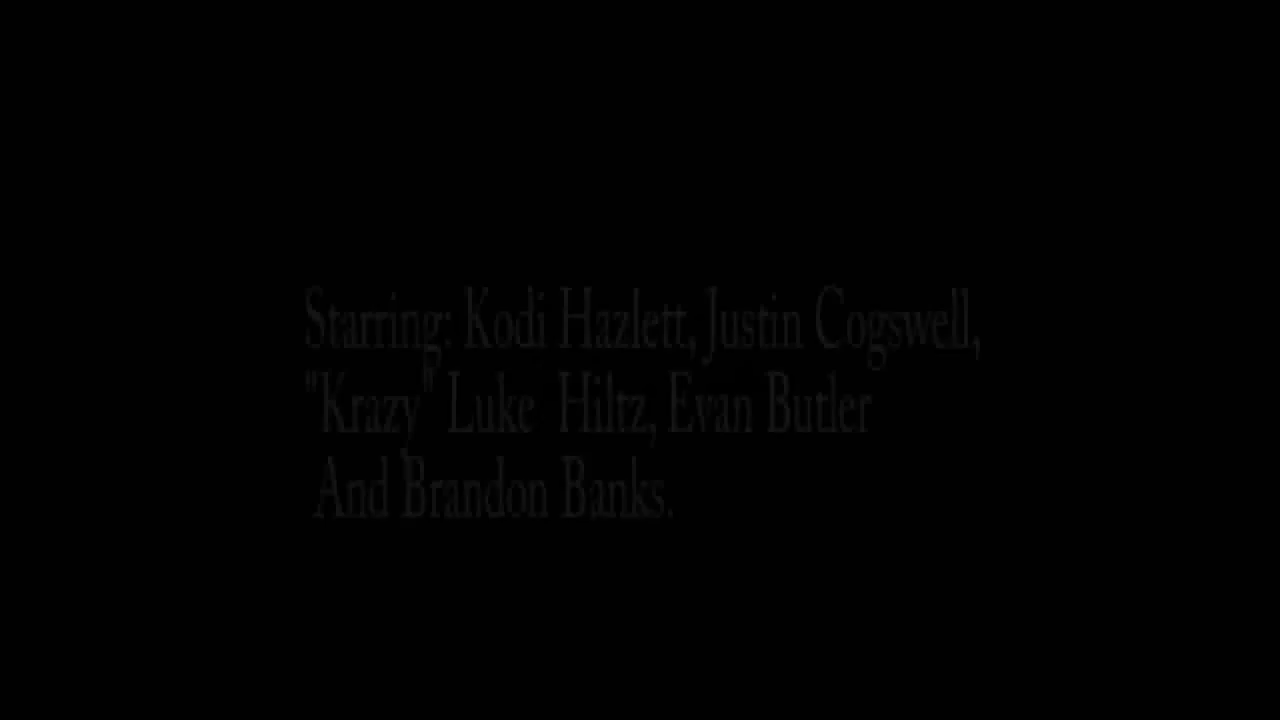 Starring: Kodi Hazlett, Justin Cogswell,
"Krazy" Luke  Hiltz, Evan Butler
And Brandon Banks.